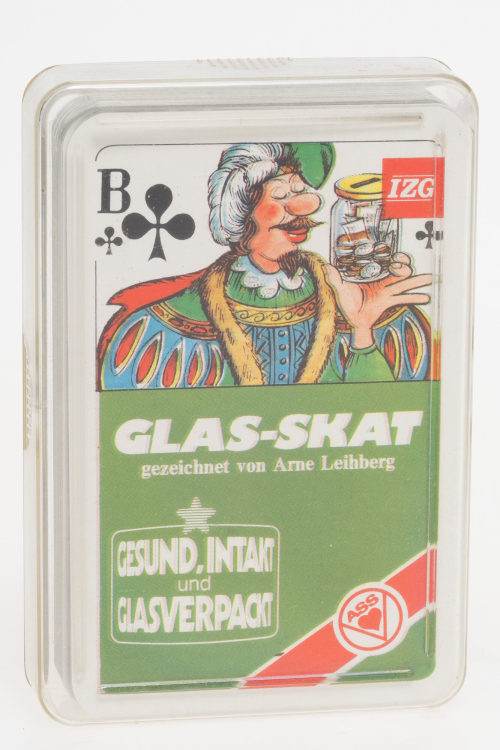 B
IZG
GLAS-SKAT
gezeichnet von Arne Leihberg
GESUND, INTAKT
und
GLASVERPACKT
ASS